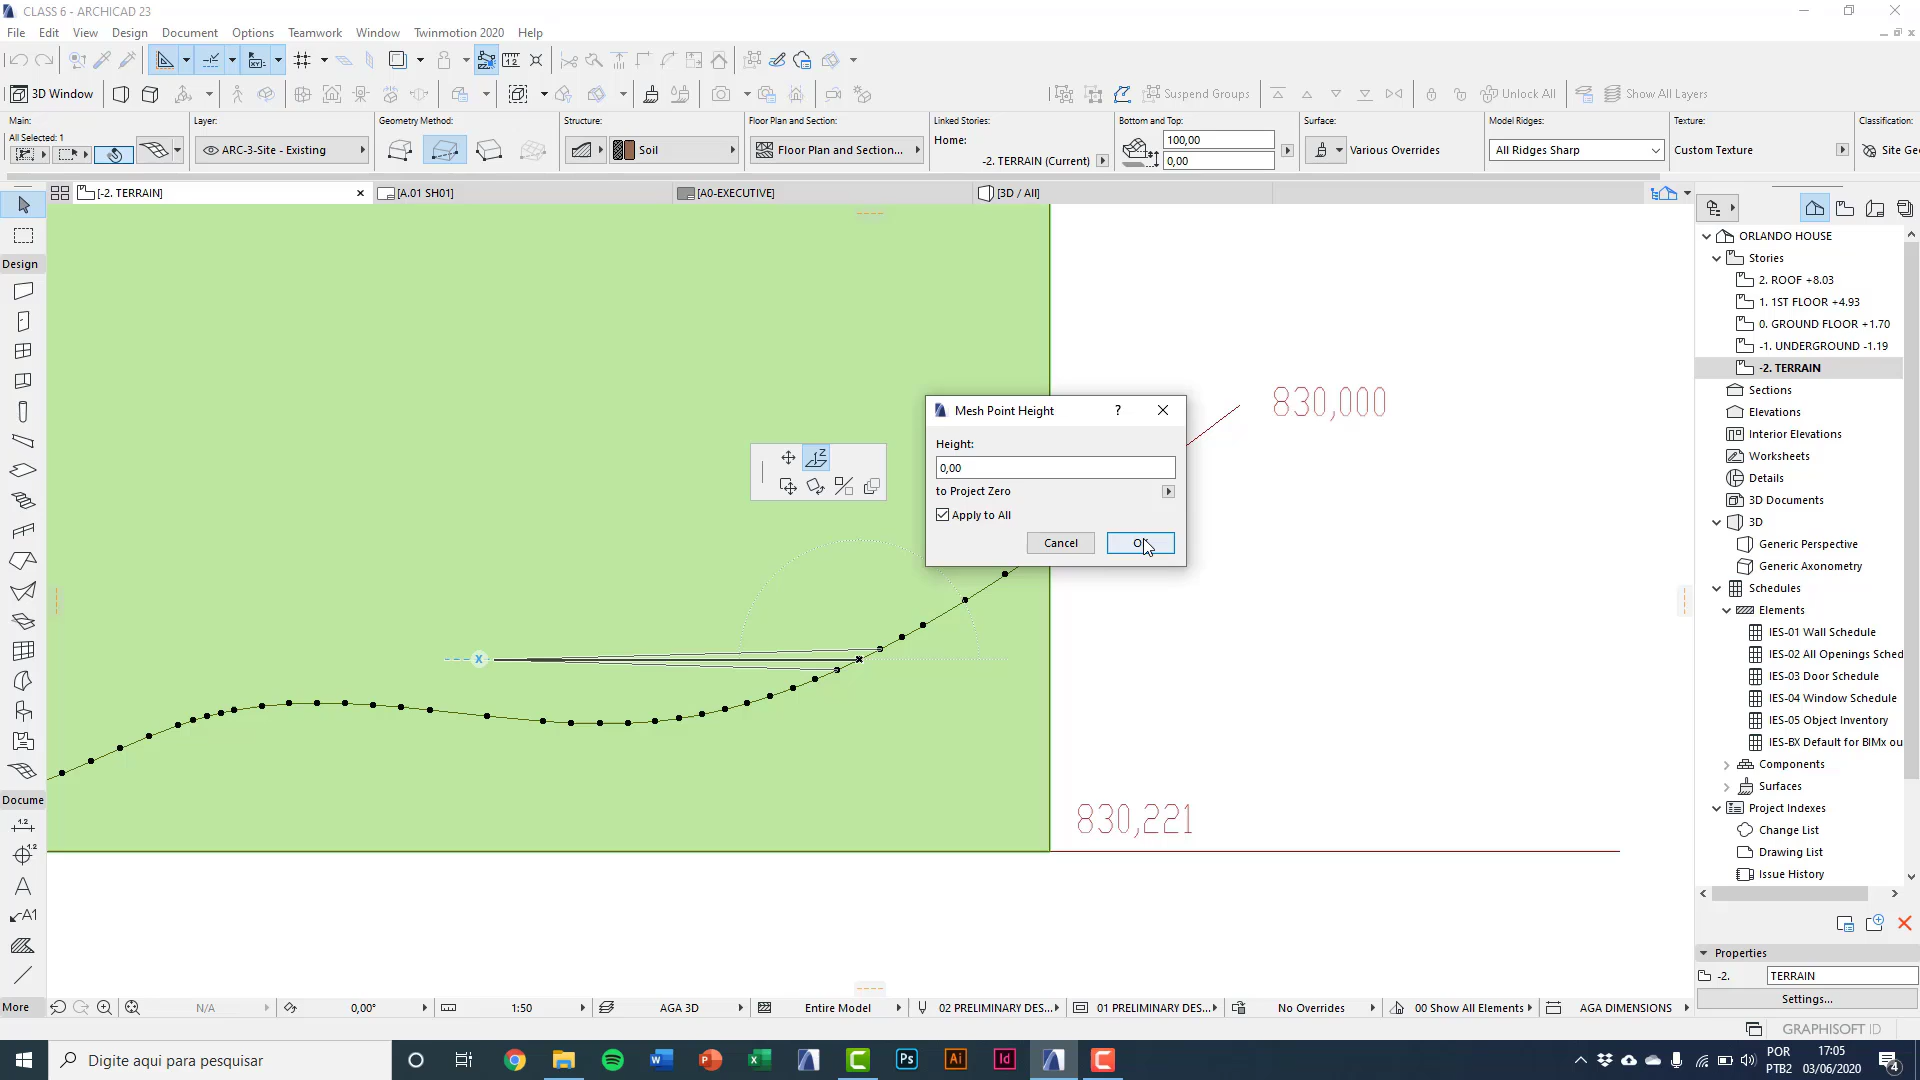 CLASS 6 - ARCHICAD 23
File Edit View Design Document Options Teamwork Window Twinmotion 2020 Help
3D Window
Suspend Groups
Unlock All
Show All Layers
Main:
All Selected: 1
Layer:
ARC-3-Site - Existing
Geometry Method:
Structure:
Soil
Floor Plan and Section:
Floor Plan and Section...
Linked Stories:
Home:
-2. TERRAIN (Current)
Bottom and Top:
100,00
0,00
Surface:
Various Overrides
Model Ridges:
All Ridges Sharp
Texture:
Custom Texture
Classification:
Site Ge
[-2. TERRAIN]
[A.01 SH01]
[A0-EXECUTIVE]
[3D / All]
Design
Docume
1.2
1.2
A
A1
More
Mesh Point Height
?
Height:
0,00
to Project Zero
Apply to All
Cancel
830,000
830,221
X
Z
ORLANDO HOUSE
Stories
2. ROOF +8.03
1. 1ST FLOOR +4.93
0. GROUND FLOOR +1.70
-1. UNDERGROUND -1.19
-2. TERRAIN
Sections
Elevations
Interior Elevations
Worksheets
Details
3D Documents
3D
Generic Perspective
Generic Axonometry
Schedules
Elements
IES-01 Wall Schedule
IES-02 All Openings Sched
IES-03 Door Schedule
IES-04 Window Schedule
IES-05 Object Inventory
IES-BX Default for BIMx ou
Components
Surfaces
Project Indexes
Change List
Drawing List
Issue History
Properties
-2.
TERRAIN
Settings...
N/A
0,00°
1:50
AGA 3D
Entire Model
02 PRELIMINARY DES...
01 PRELIMINARY DES...
No Overrides
00 Show All Elements
AGA DIMENSIONS
GRAPHISOFT ID
Digite aqui para pesquisar
Ps
Ai
Id
POR
PTB2
17:05
03/06/2020
4